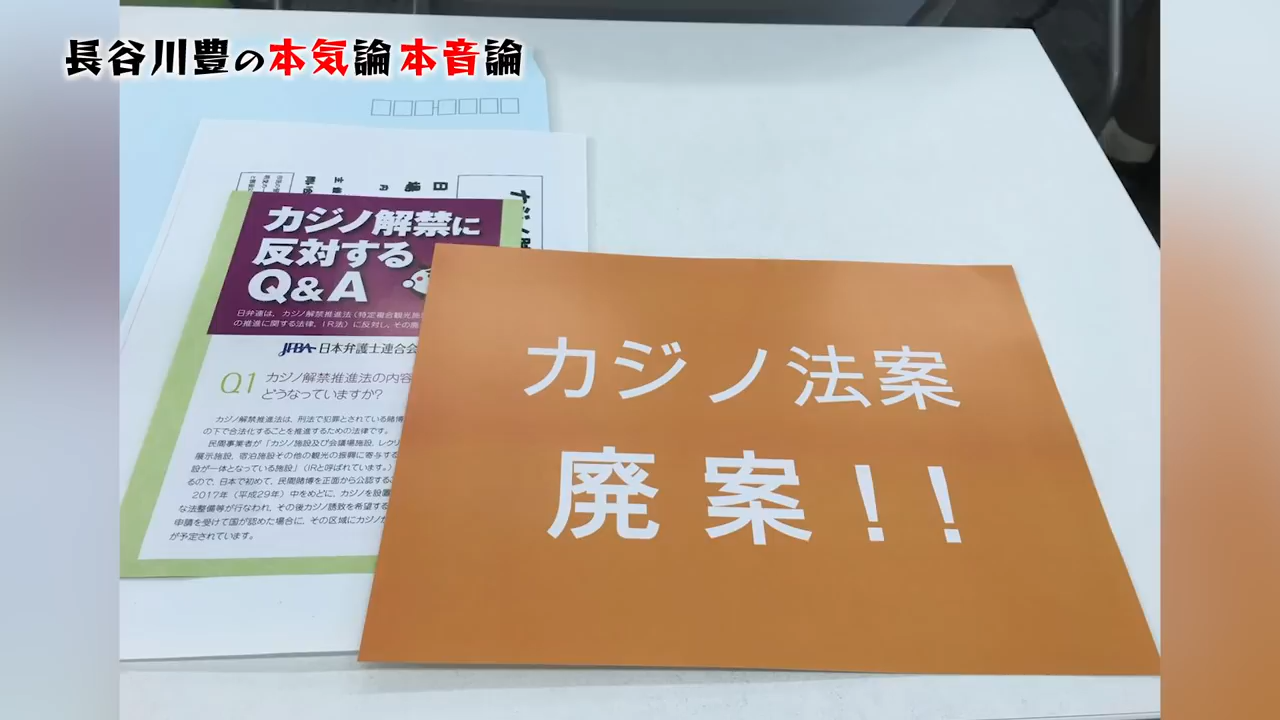 長谷川豊の本気論 本音論
カジノ解禁に
反対する
Q&A
日弁連は、カジノ解禁推進法(特定複合観光施
の推進に関する法律、IR法)に反対し、その廃
JFBA 日本弁護士連合会
Q1 カジノ解禁推進法の内容
どうなっていますか?
カジノ解禁推進法は、刑法で犯罪とされている賭博
の下で合法化することを推進するための法律です。
民間事業者が「カジノ施設及び会議場施設、レクリ
展示施設、宿泊施設その他の観光の振興に寄与する
設が一体となっている施設」(IRと呼ばれています。)
るので、日本で初めて、民間賭博を正面から公認する
2017年(平成29年)中をめどに、カジノを設置
な法整備等が行なわれ、その後カジノ誘致を希望する
申請を受けて国が認めた場合に、その区域にカジノが
が予定されています。
カジノ法案
廃案!!